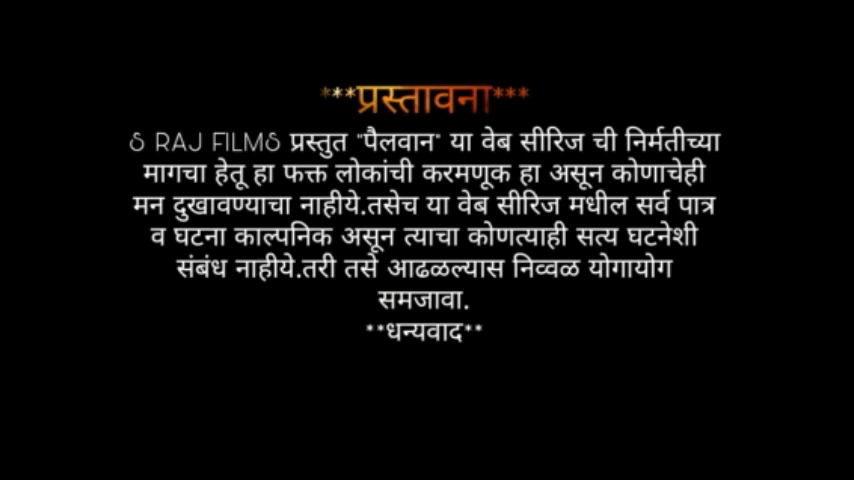 ***प्रस्तावना***
S RAJ FILMS प्रस्तुत "पैलवान" या वेब सीरिज ची निर्मतीच्या
मागचा हेतू हा फक्त लोकांची करमणूक हा असून कोणाचेही
मन दुखावण्याचा नाहीये.तसेच या वेब सीरिज मधील सर्व पात्र
व घटना काल्पनिक असून त्याचा कोणत्याही सत्य घटनेशी
संबंध नाहीये.तरी तसे आढळल्यास निव्वळ योगायोग
समजावा.
**धन्यवाद**